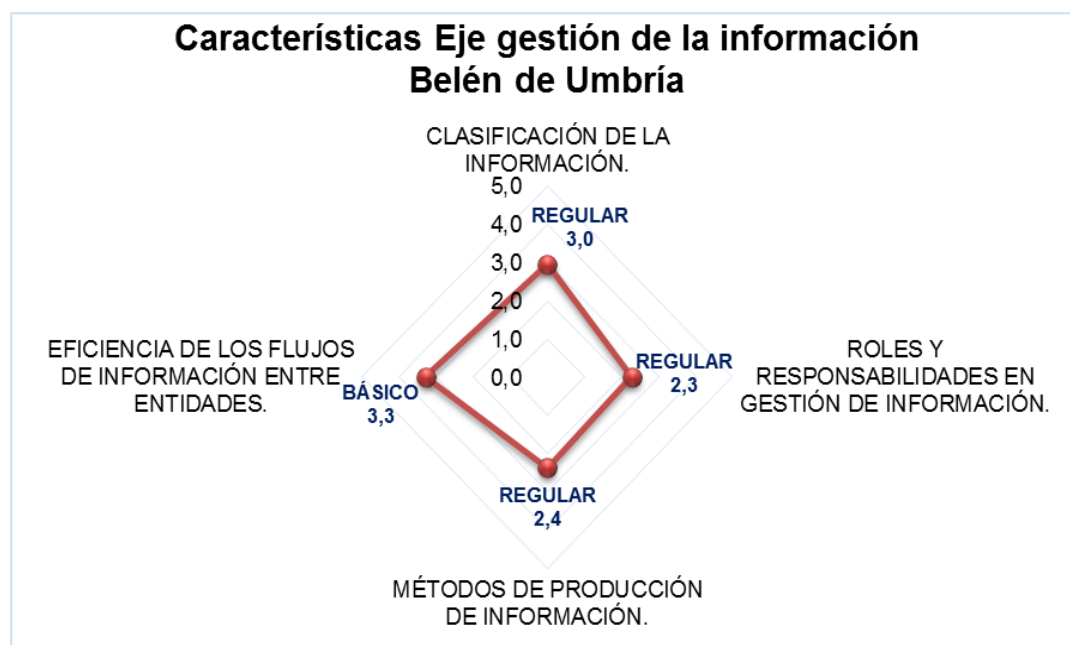 Características Eje gestión de la información
Belén de Umbría
CLASIFICACIÓN DE LA
INFORMACIÓN.
5,0
4,0
3,0
2,0
1,0
0,0
REGULAR
3,0
REGULAR
2,3
ROLES Y
RESPONSABILIDADES EN
GESTIÓN DE INFORMACIÓN.
EFICIENCIA DE LOS FLUJOS
DE INFORMACIÓN ENTRE
ENTIDADES.
BÁSICO
3,3
REGULAR
2,4
MÉTODOS DE PRODUCCIÓN
DE INFORMACIÓN.